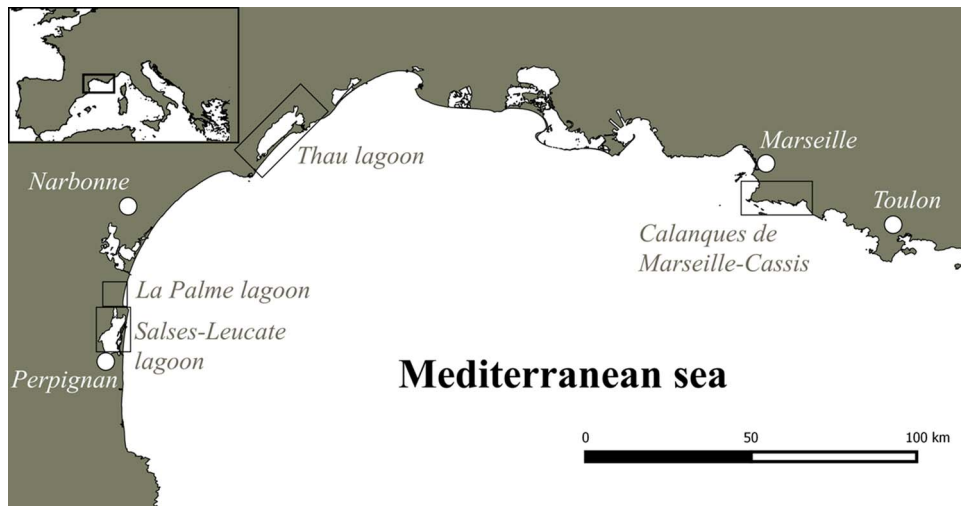 Thau lagoon
Marseille
Narbonne
Toulon
Calanques de
Marseille-Cassis
La Palme lagoon
Salses-Leucate
lagoon
Perpignan
Mediterranean sea
0 50 100 km